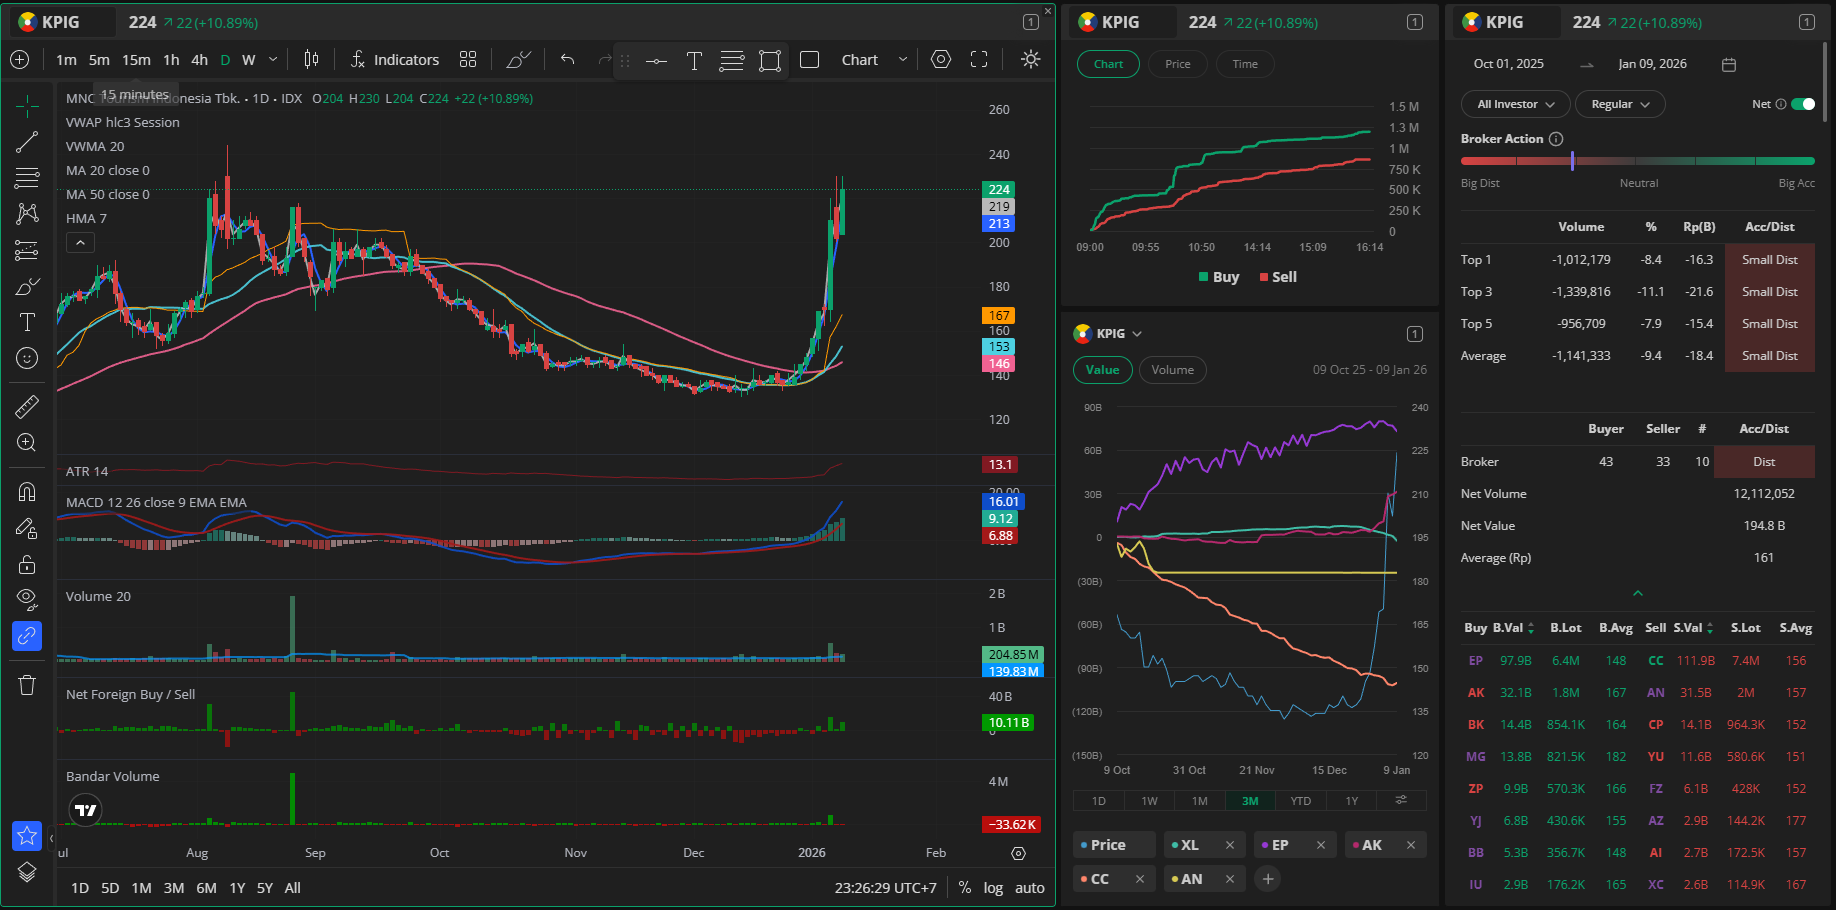 KPIG 224 22 (+10.89%) 1
1m 5m 15m 1h 4h D W Indicators Chart
15 minutes
MNC Tourism Indonesia Tbk. • 1D • IDX O204 H230 L204 C224 +22 (+10.89%)
VWAP hlc3 Session
VWMA 20
MA 20 close 0
MA 50 close 0
HMA 7
260
240
224
219
213
200
180
167
160
153
146
140
120
ATR 14
13.1
MACD 12 26 close 9 EMA EMA
20.00
16.01
9.12
6.88
Volume 20
2 B
1 B
204.85 M
139.83 M
Net Foreign Buy / Sell
40 B
10.11 B
0
Bandar Volume
4 M
−33.62 K
ul Aug Sep Oct Nov Dec 2026 Feb
1D 5D 1M 3M 6M 1Y 5Y All
23:26:29 UTC+7 % log auto
KPIG 224 22 (+10.89%) 1
Chart Price Time
1.5 M
1.3 M
1 M
750 K
500 K
250 K
0
09:00 09:55 10:50 14:14 15:09 16:14
Buy Sell
KPIG 1
Value Volume 09 Oct 25 - 09 Jan 26
90B 240
60B 225
30B 210
0 195
(30B) 180
(60B) 165
(90B) 150
(120B) 135
(150B) 120
9 Oct 31 Oct 21 Nov 15 Dec 9 Jan
1D 1W 1M 3M YTD 1Y
Price XL EP AK
CC AN
KPIG 224 22 (+10.89%) 1
Oct 01, 2025 Jan 09, 2026
All Investor Regular Net
Broker Action
Big Dist Neutral Big Acc
Volume % Rp(B) Acc/Dist
Top 1 -1,012,179 -8.4 -16.3 Small Dist
Top 3 -1,339,816 -11.1 -21.6 Small Dist
Top 5 -956,709 -7.9 -15.4 Small Dist
Average -1,141,333 -9.4 -18.4 Small Dist
Buyer Seller # Acc/Dist
Broker 43 33 10 Dist
Net Volume 12,112,052
Net Value 194.8 B
Average (Rp) 161
Buy B.Val B.Lot B.Avg Sell S.Val S.Lot S.Avg
EP 97.9B 6.4M 148 CC 111.9B 7.4M 156
AK 32.1B 1.8M 167 AN 31.5B 2M 157
BK 14.4B 854.1K 164 CP 14.1B 964.3K 152
MG 13.8B 821.5K 182 YU 11.6B 580.6K 151
ZP 9.9B 570.3K 166 FZ 6.1B 428K 152
YJ 6.8B 430.6K 155 AZ 2.9B 144.2K 177
BB 5.3B 356.7K 148 AI 2.7B 172.5K 157
IU 2.9B 176.2K 165 XC 2.6B 114.9K 167